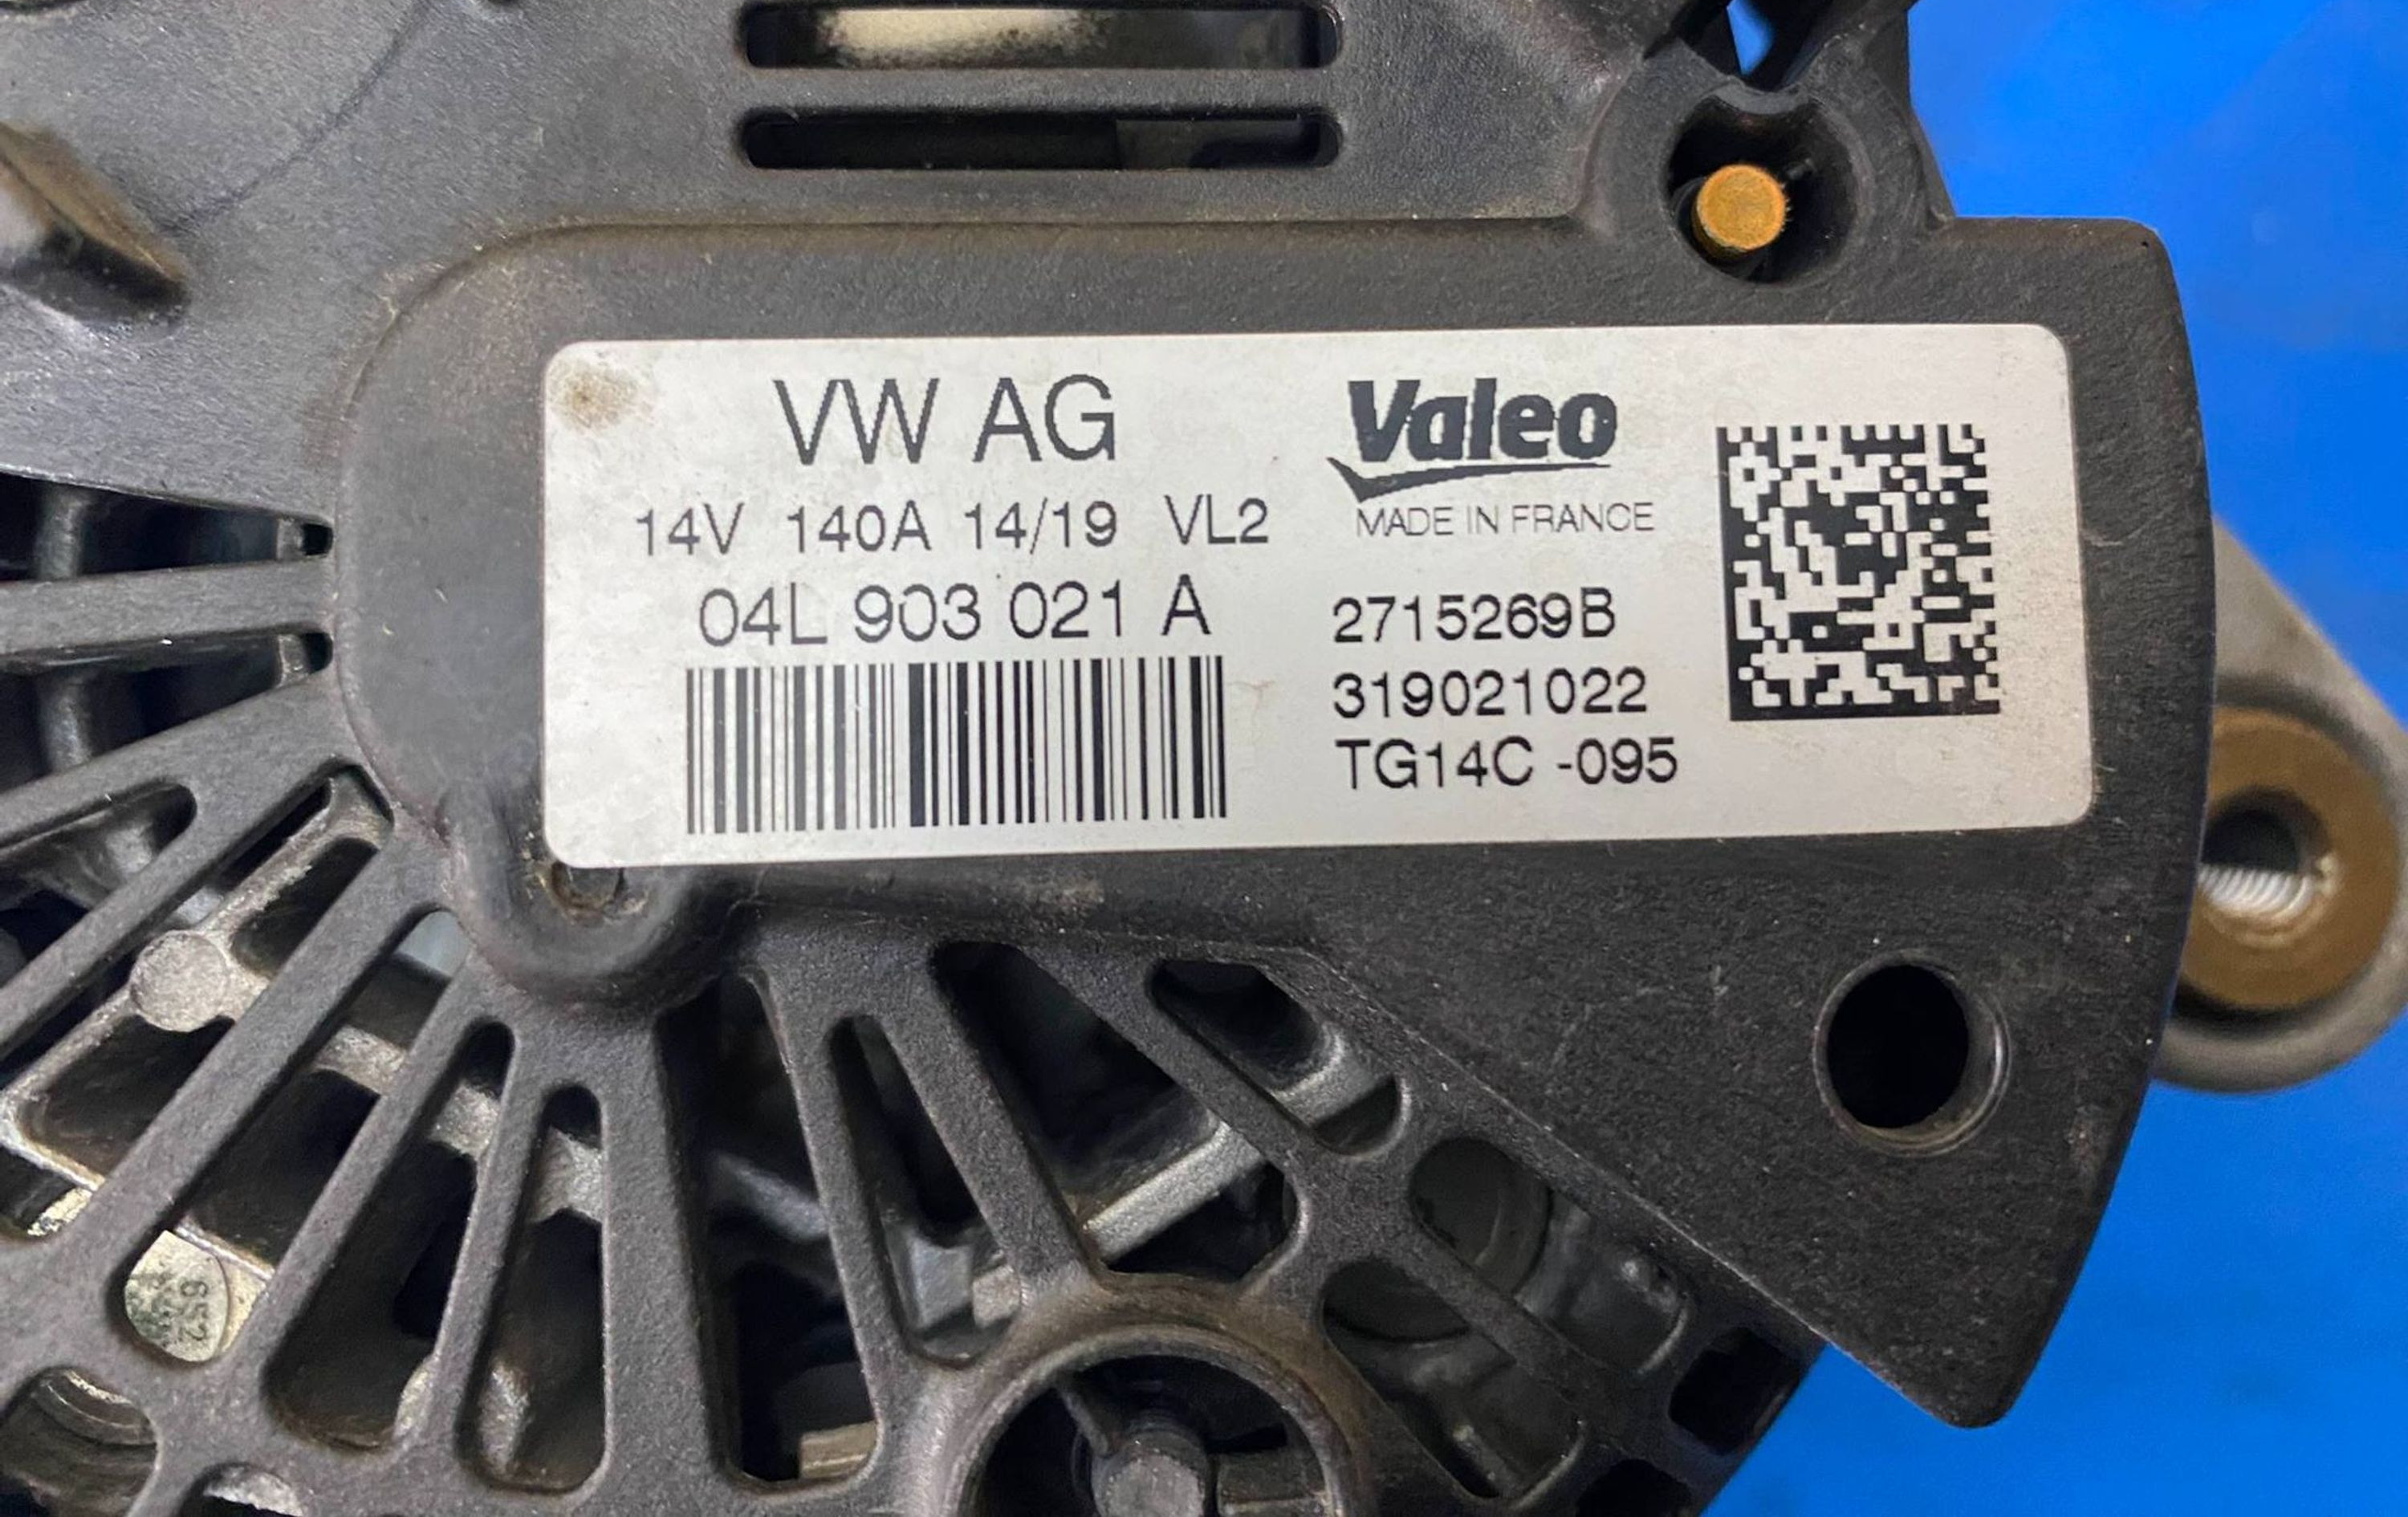 VW AG
14V 140A 14/19 VL2
04L 903 021 A
Valeo
MADE IN FRANCE
2715269B
319021022
TG14C -095